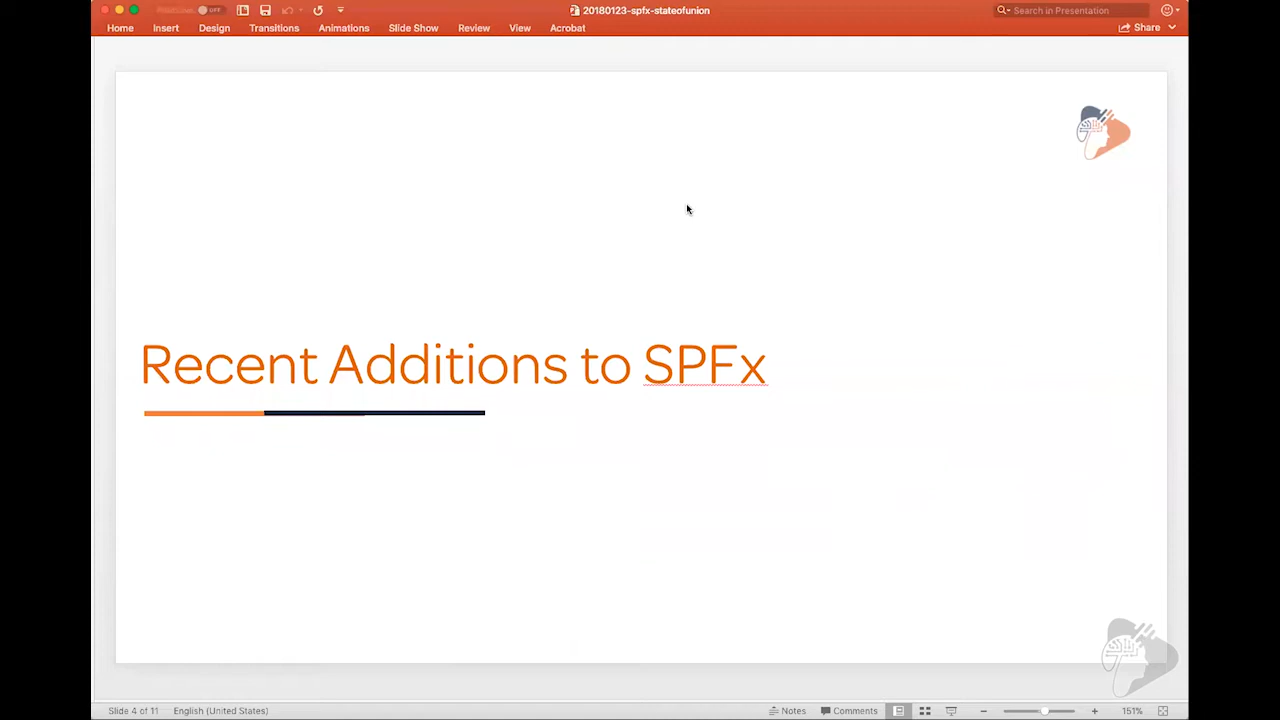 OFF
20180123-spfx-stateofunion
Search in Presentation
Home
Insert
Design
Transitions
Animations
Slide Show
Review
View
Acrobat
Share
Recent Additions to SPFx
Slide 4 of 11
English (United States)
Notes
Comments
151%